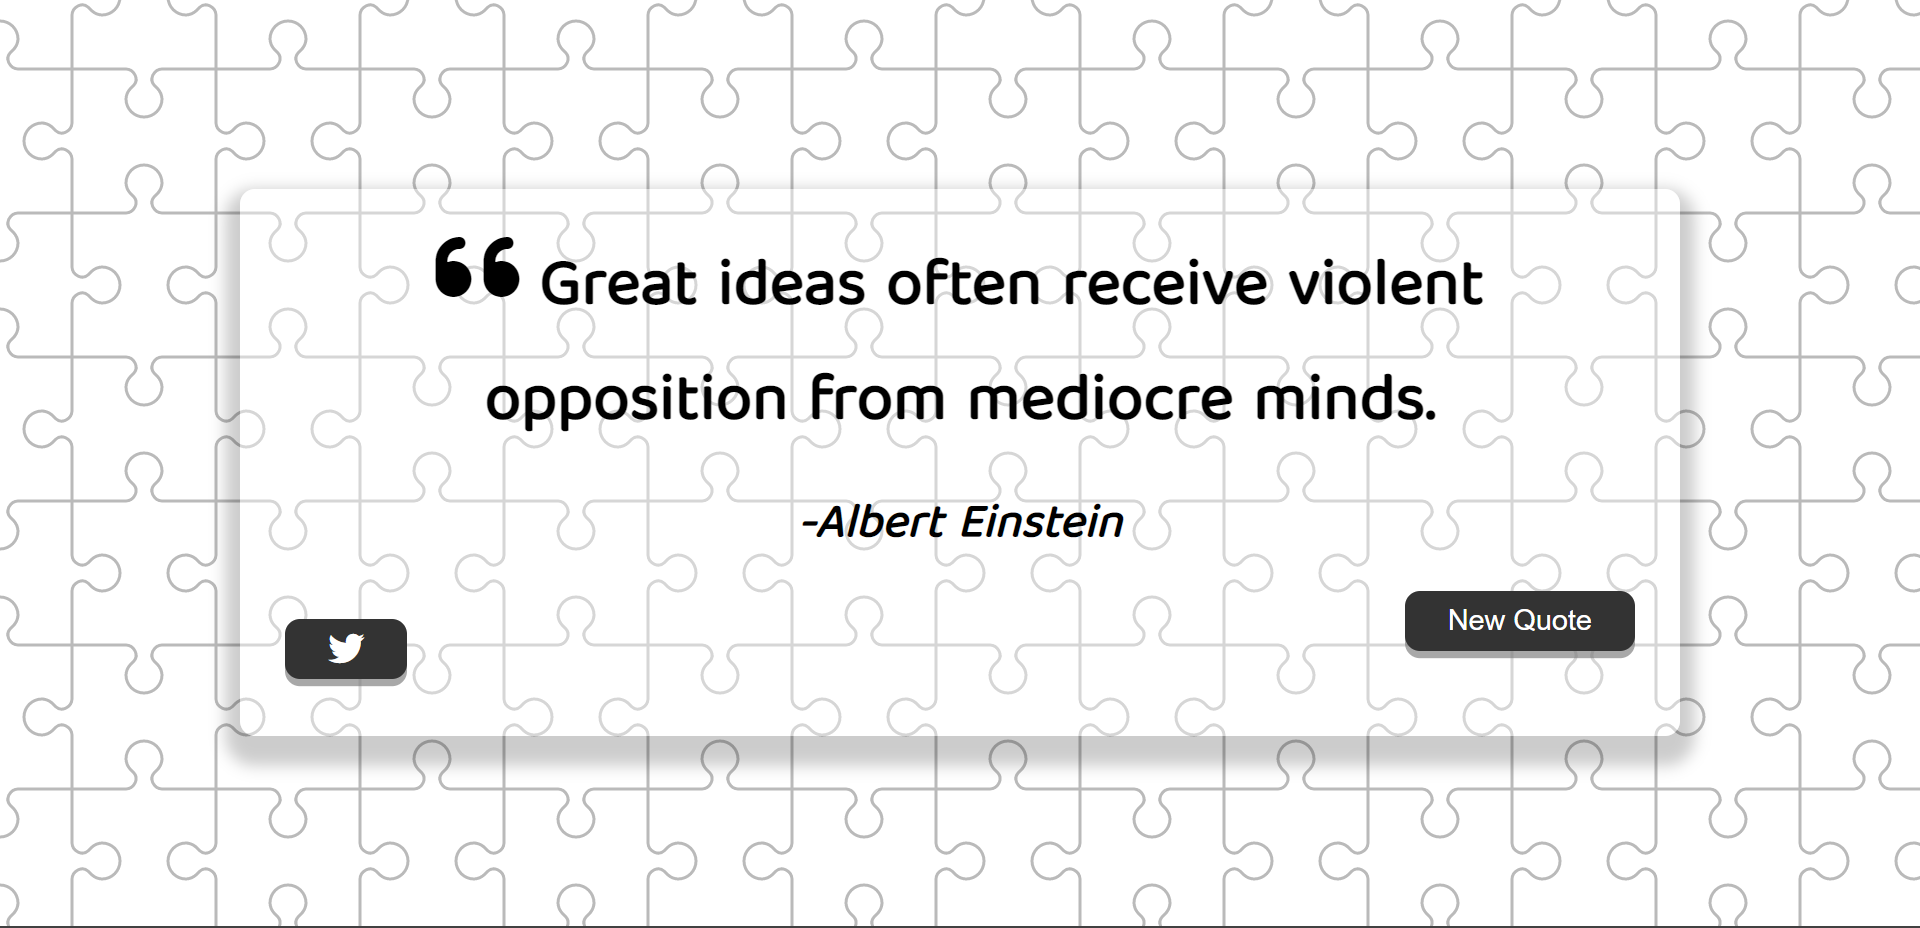 “ Great ideas often receive violent
opposition from mediocre minds.
-Albert Einstein
New Quote